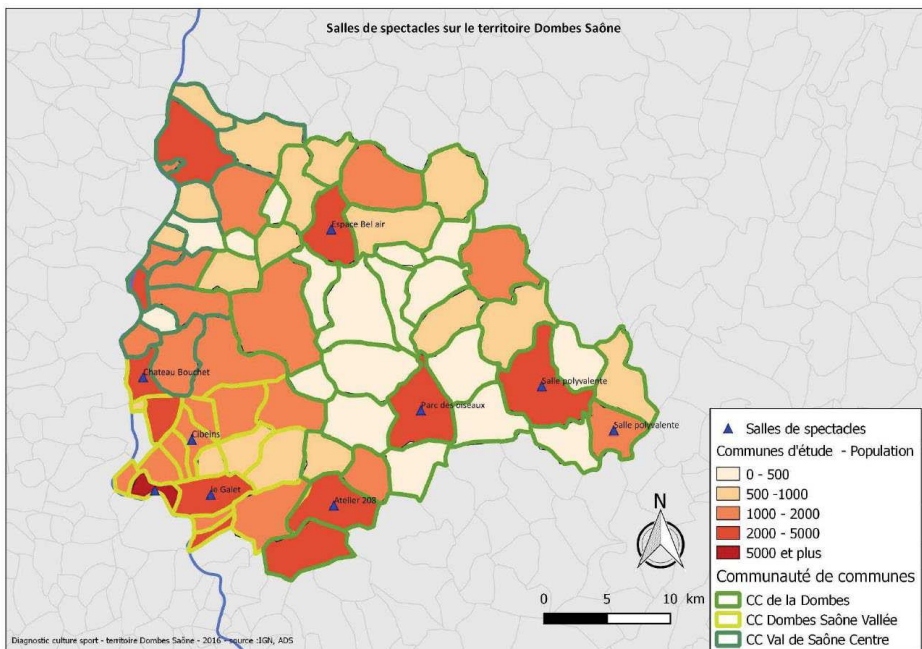 Salles de spectacles sur le territoire Dombes Saône
Espace Bel air
Chateau Bouchet
Salle polyvalente
Parc des oiseaux
Salle polyvalente
Cibeins
le Galet
Atelier 208
Salles de spectacles
Communes d'étude - Population
0 - 500
500 -1000
1000 - 2000
2000 - 5000
5000 et plus
Communauté de communes
CC de la Dombes
CC Dombes Saône Vallée
CC Val de Saône Centre
N
0 5 10 km
Diagnostic culture sport - territoire Dombes Saône - 2016 - source :IGN, ADS